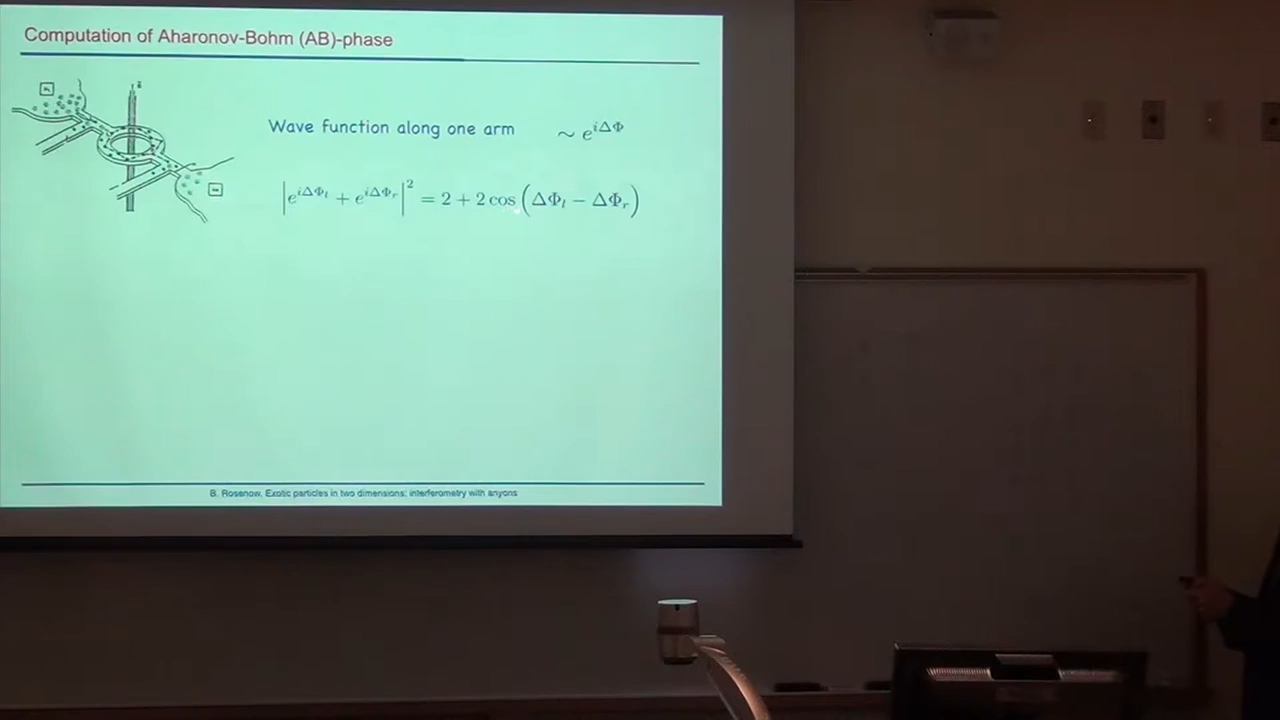 Computation of Aharonov-Bohm (AB)-phase
Wave function along one arm ~ e^{iΔΦ}
|e^{iΔΦ_l} + e^{iΔΦ_r}|^2 = 2 + 2 cos(ΔΦ_l − ΔΦ_r)
B. Rosenow, Exotic particles in two dimensions: interferometry with anyons